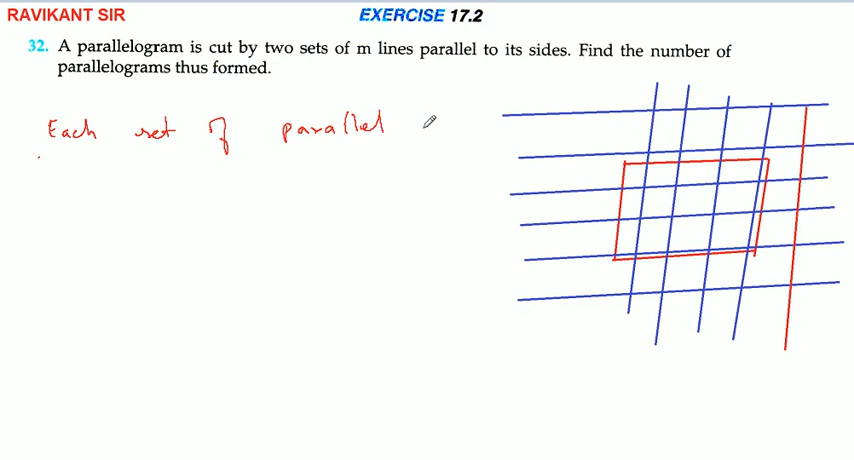 RAVIKANT SIR
EXERCISE 17.2
32. A parallelogram is cut by two sets of m lines parallel to its sides. Find the number of
parallelograms thus formed.
Each set of parallel